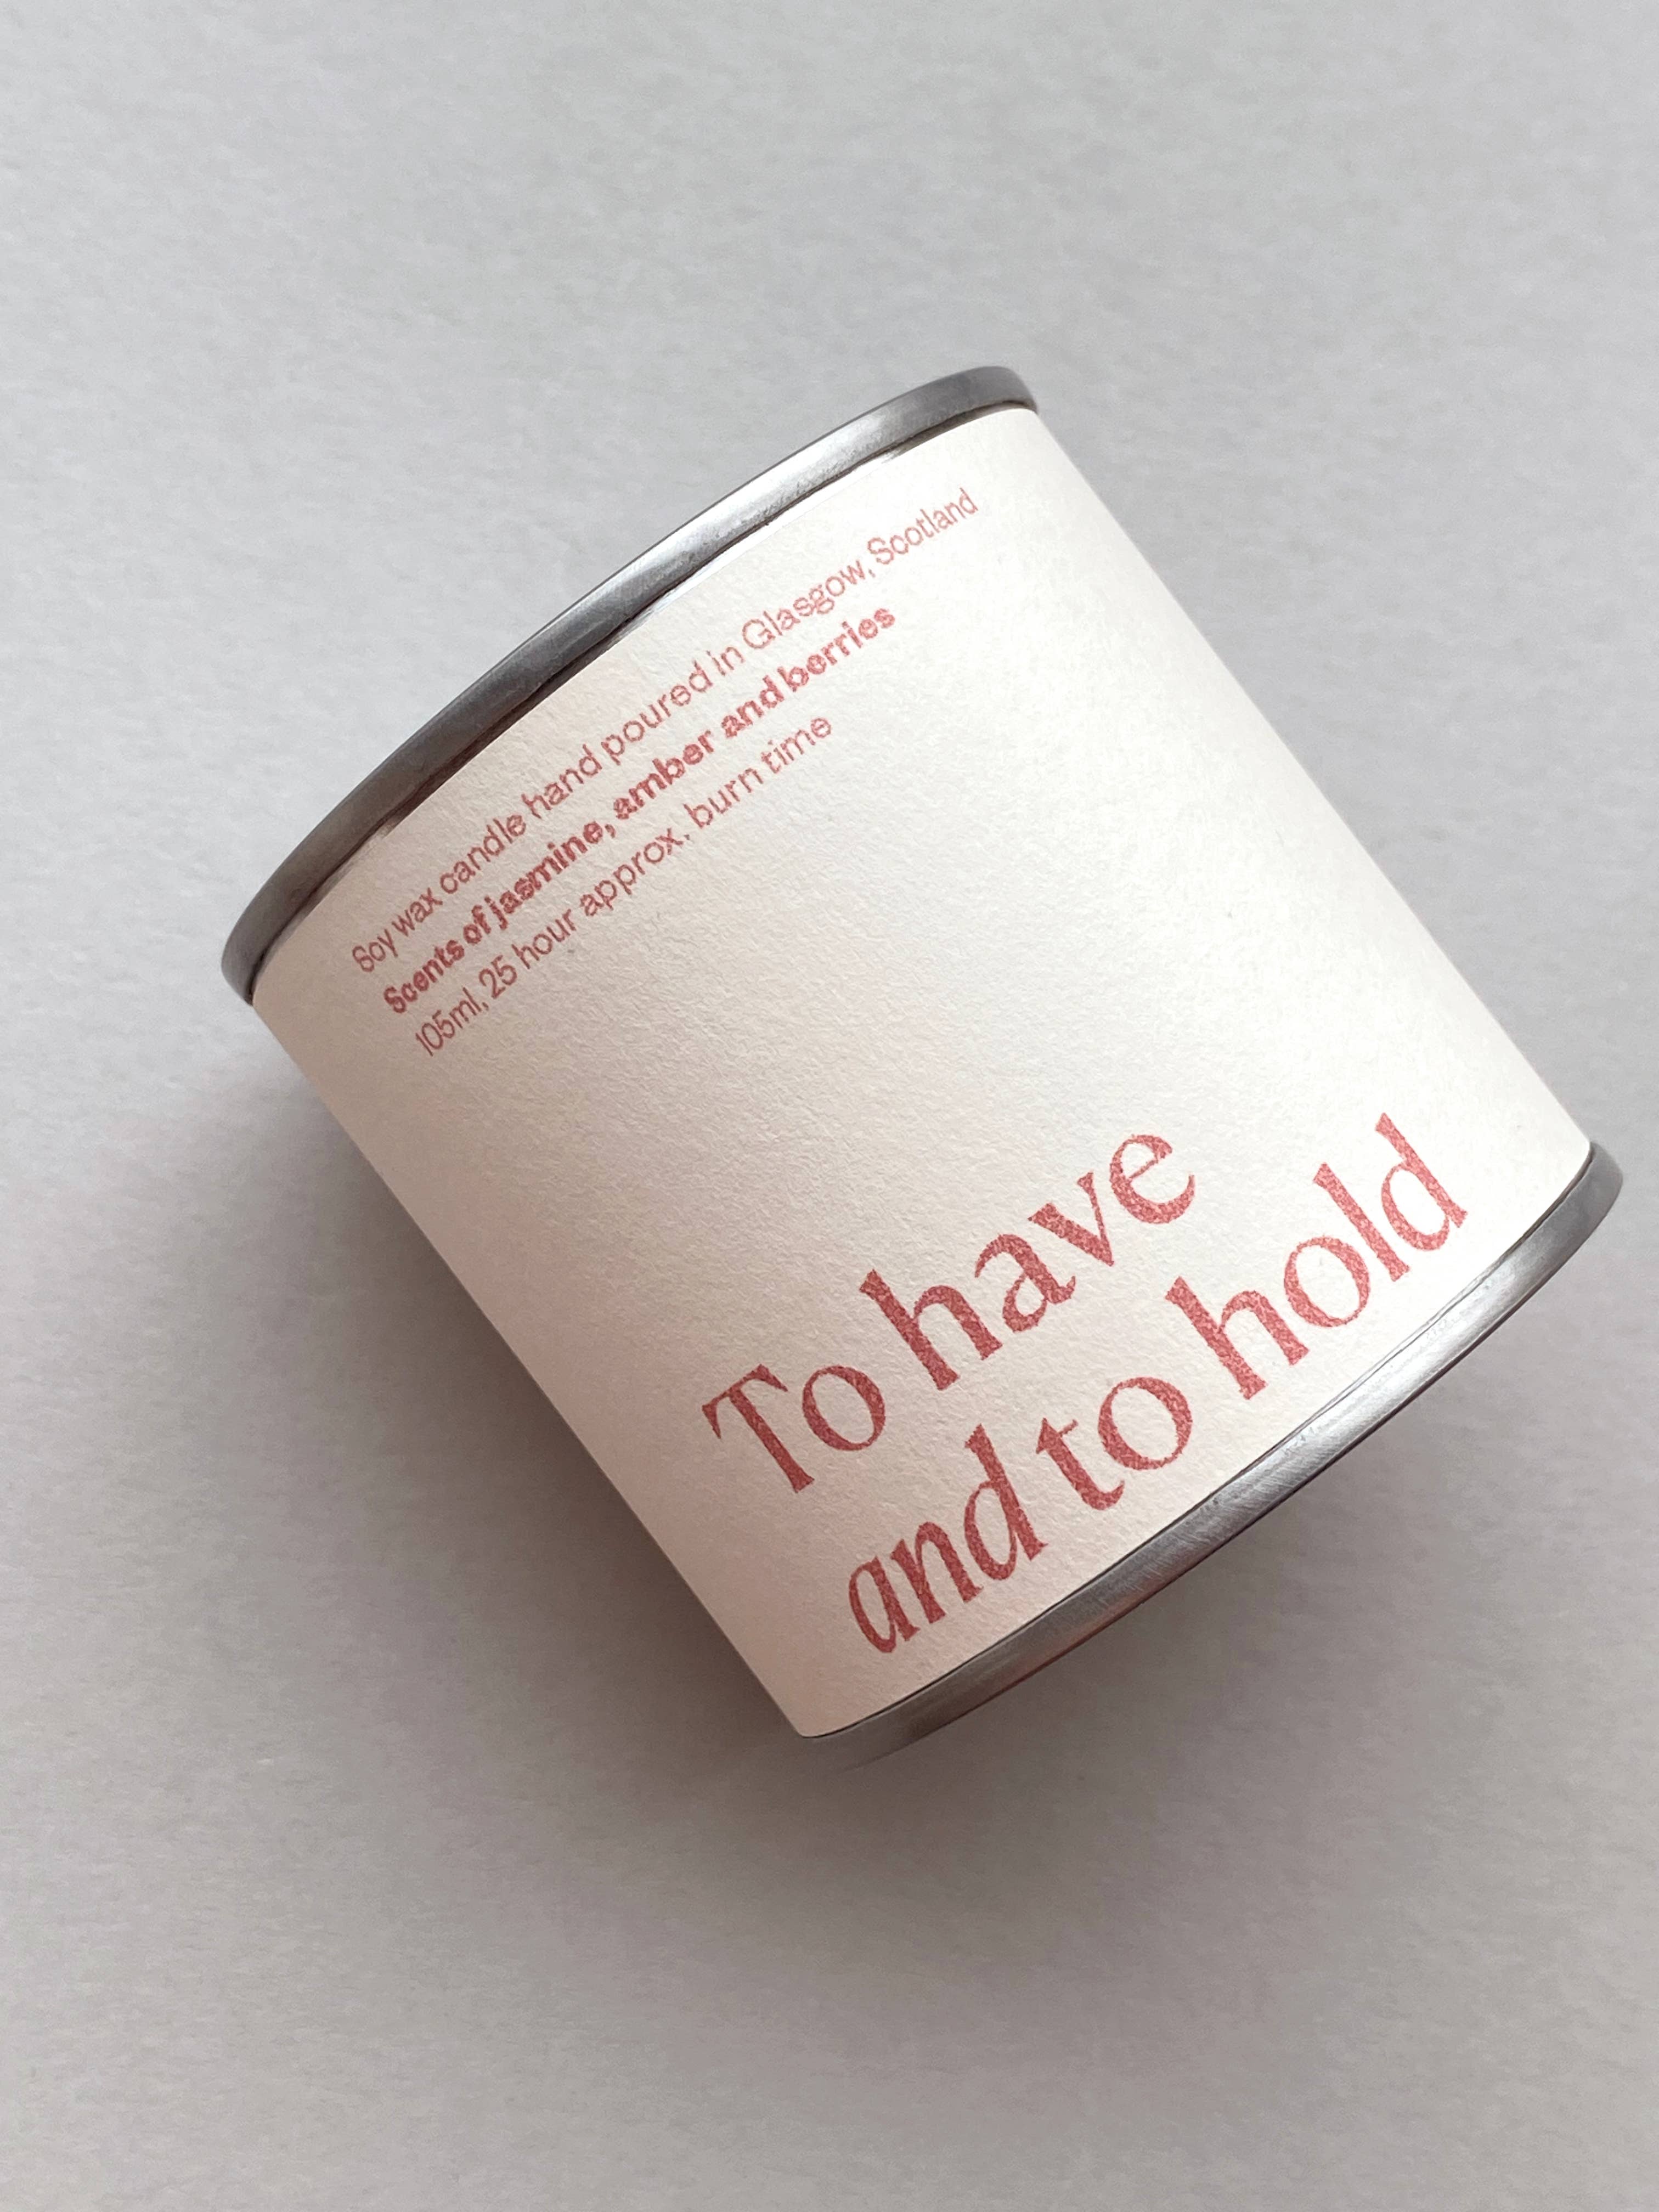 Soy wax candle hand poured in Glasgow, Scotland
Scents of jasmine, amber and berries
105ml, 25 hour approx. burn time
To have
and to hold